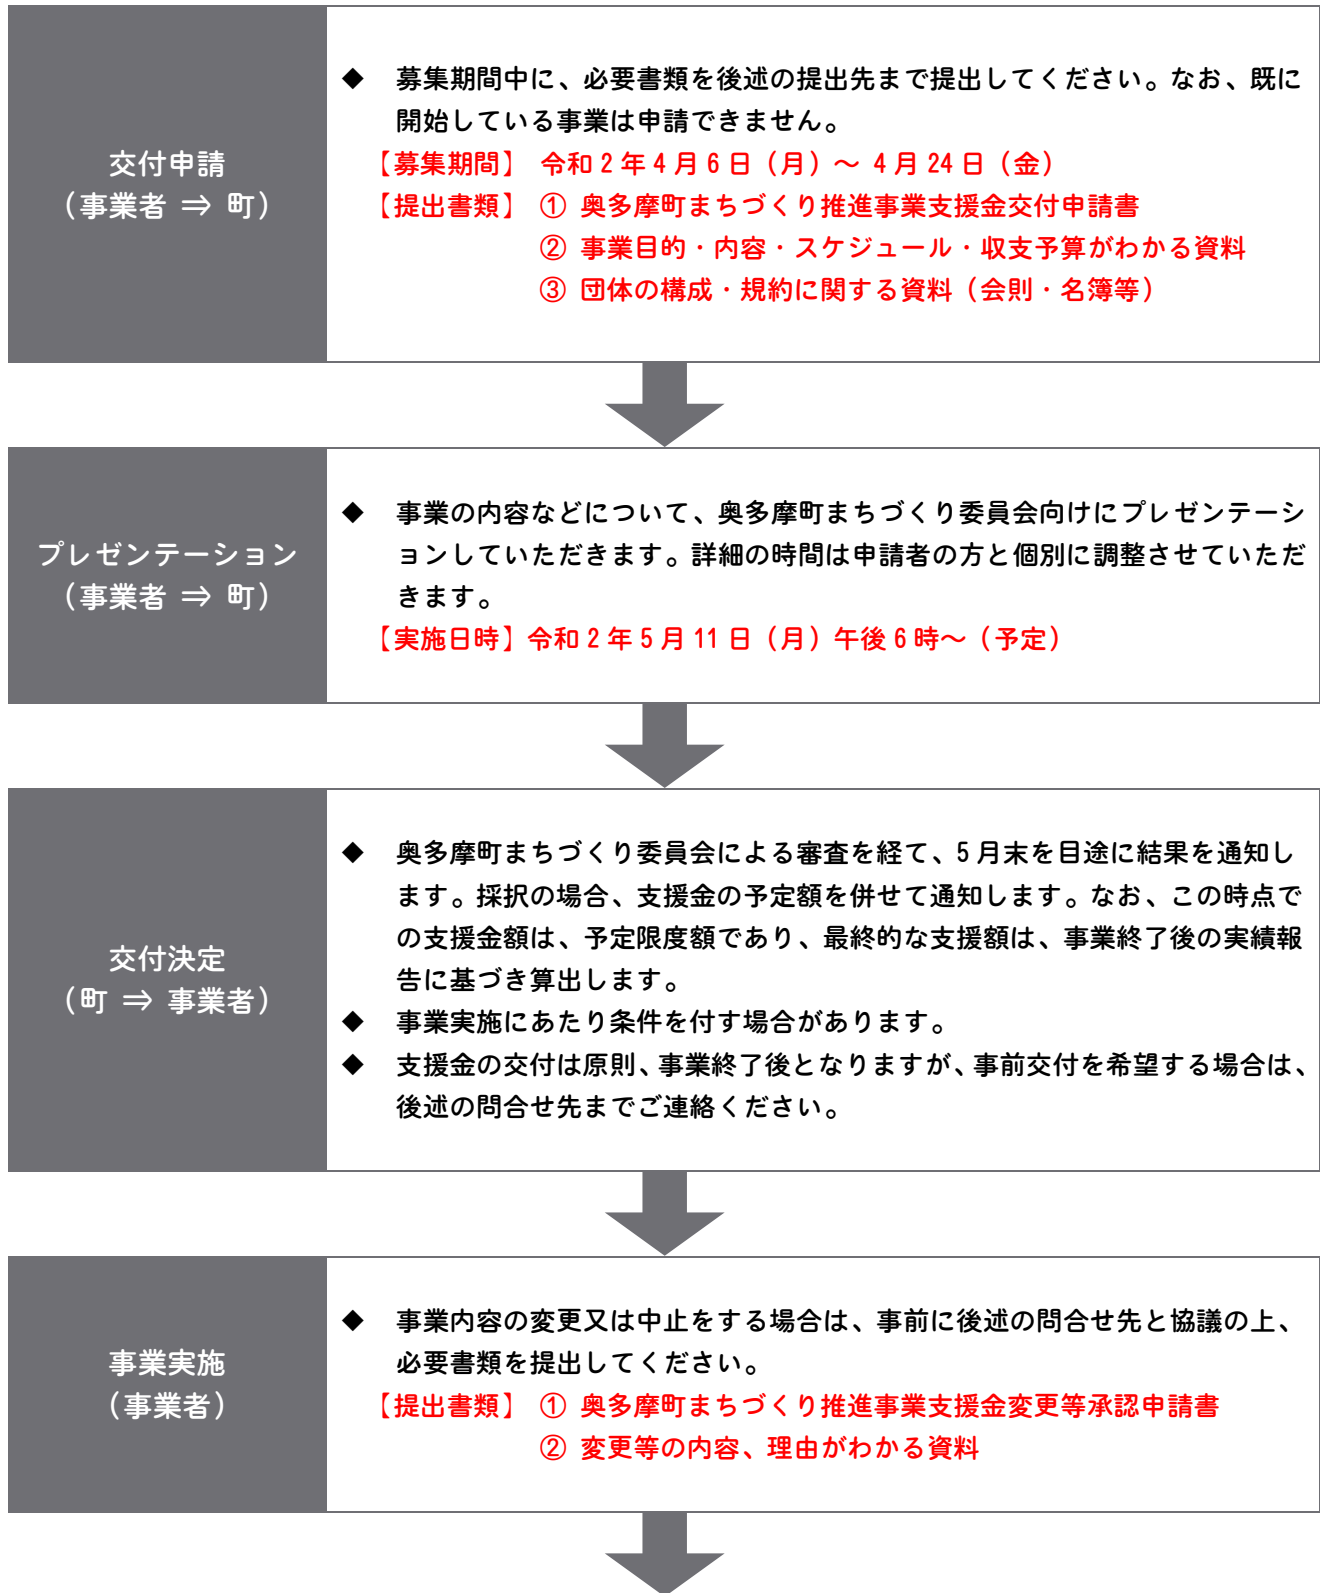 交付申請
（事業者 ⇒ 町）
◆ 募集期間中に、必要書類を後述の提出先まで提出してください。なお、既に
開始している事業は申請できません。
【募集期間】 令和２年４月６日（月）～ ４月 24 日（金）
【提出書類】 ① 奥多摩町まちづくり推進事業支援金交付申請書
② 事業目的・内容・スケジュール・収支予算がわかる資料
③ 団体の構成・規約に関する資料（会則・名簿等）
プレゼンテーション
（事業者 ⇒ 町）
◆ 事業の内容などについて、奥多摩町まちづくり委員会向けにプレゼンテーシ
ョンしていただきます。詳細の時間は申請者の方と個別に調整させていただ
きます。
【実施日時】令和２年５月 11 日（月）午後６時～（予定）
交付決定
（町 ⇒ 事業者）
◆ 奥多摩町まちづくり委員会による審査を経て、５月末を目途に結果を通知し
ます。採択の場合、支援金の予定額を併せて通知します。なお、この時点で
の支援金額は、予定限度額であり、最終的な支援額は、事業終了後の実績報
告に基づき算出します。
◆ 事業実施にあたり条件を付す場合があります。
◆ 支援金の交付は原則、事業終了後となりますが、事前交付を希望する場合は、
後述の問合せ先までご連絡ください。
事業実施
（事業者）
◆ 事業内容の変更又は中止をする場合は、事前に後述の問合せ先と協議の上、
必要書類を提出してください。
【提出書類】 ① 奥多摩町まちづくり推進事業支援金変更等承認申請書
② 変更等の内容、理由がわかる資料